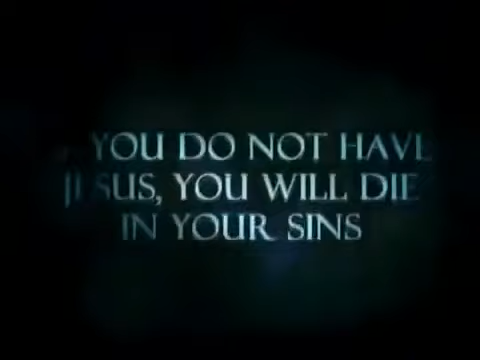 YOU DO NOT HAVE
JESUS, YOU WILL DIE
IN YOUR SINS